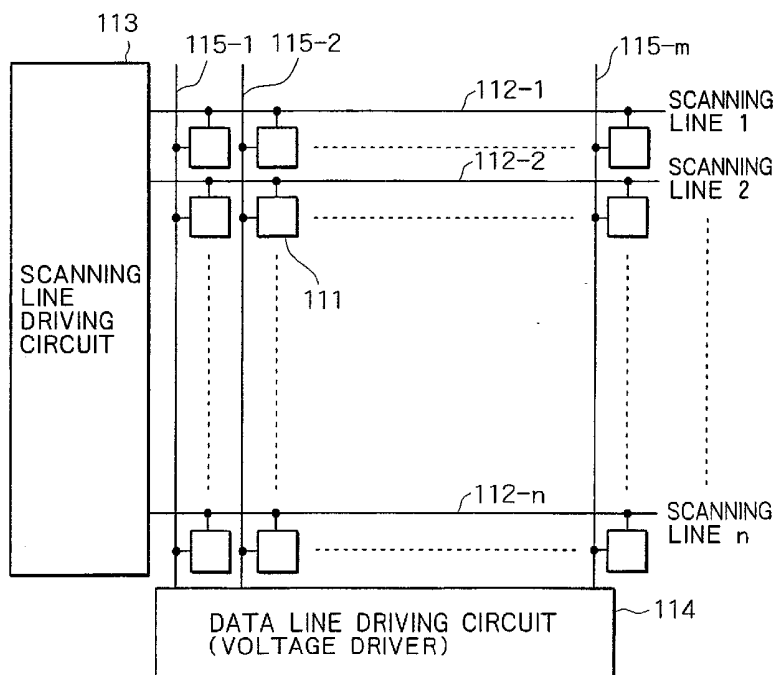 113
115-1
115-2
115-m
112-1
SCANNING
LINE 1
112-2
SCANNING
LINE 2
111
SCANNING
LINE
DRIVING
CIRCUIT
112-n
SCANNING
LINE n
114
DATA LINE DRIVING CIRCUIT
(VOLTAGE DRIVER)